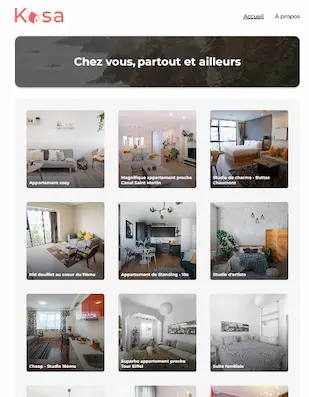 Kasa
Accueil À propos
Chez vous, partout et ailleurs
Appartement cosy
Magnifique appartement proche
Canal Saint Martin
Studio de charme - Buttes
Chaumont
Nid douillet au coeur du 11ème
Appartement de Standing - 10e
Studio d'artiste
Cheap - Studio 18ème
Superbe appartement proche
Tour Eiffel
Suite familiale